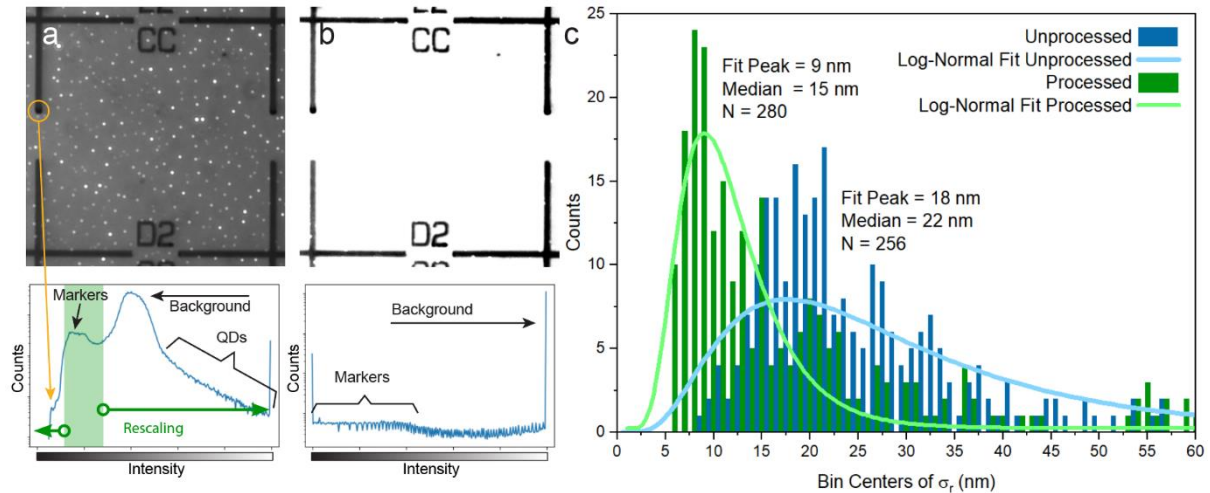 a
CC
D2
b
CC
D2
Markers
Background
QDs
Rescaling
Counts
Intensity
Background
Markers
Counts
Intensity
c
25
20
15
10
5
0
Counts
Unprocessed
Log-Normal Fit Unprocessed
Processed
Log-Normal Fit Processed
Fit Peak = 9 nm
Median = 15 nm
N = 280
Fit Peak = 18 nm
Median = 22 nm
N = 256
0 5 10 15 20 25 30 35 40 45 50 55 60
Bin Centers of σr (nm)